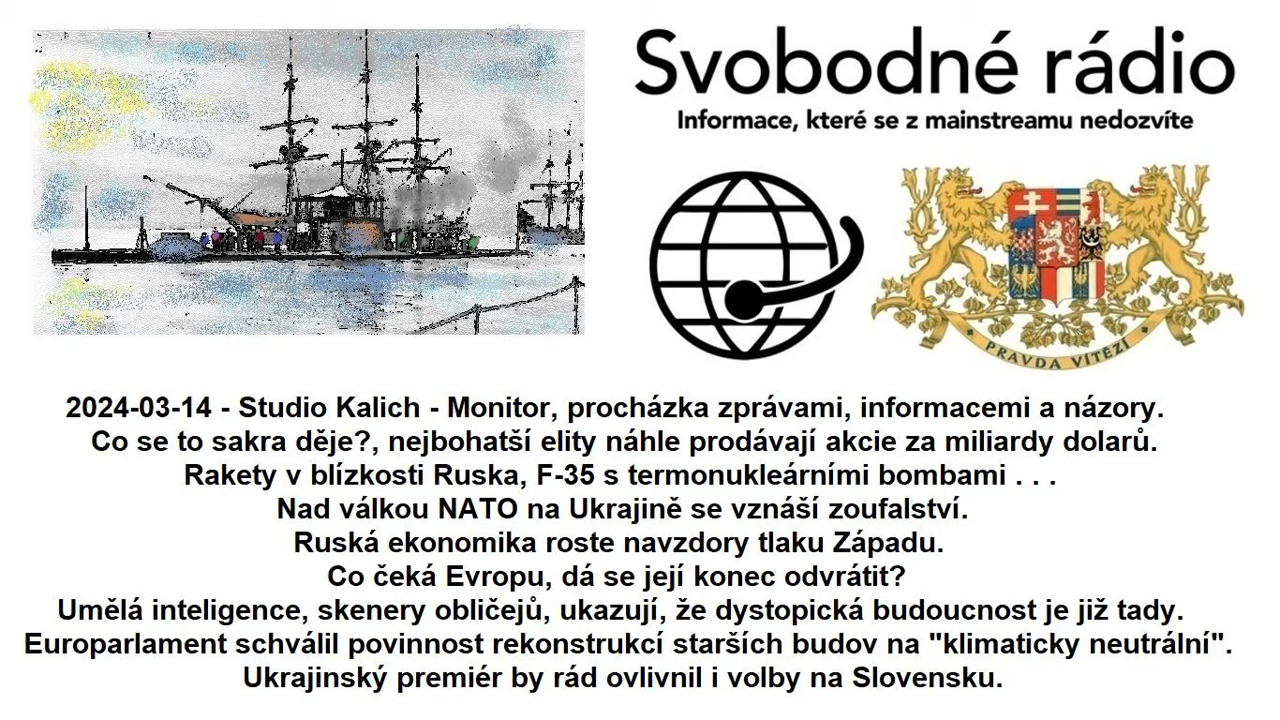 Svobodné rádio
Informace, které se z mainstreamu nedozvíte
PRAVDA VÍTĚZÍ
2024-03-14 - Studio Kalich - Monitor, procházka zprávami, informacemi a názory.
Co se to sakra děje?, nejbohatší elity náhle prodávají akcie za miliardy dolarů.
Rakety v blízkosti Ruska, F-35 s termonukleárními bombami . . .
Nad válkou NATO na Ukrajině se vznáší zoufalství.
Ruská ekonomika roste navzdory tlaku Západu.
Co čeká Evropu, dá se její konec odvrátit?
Umělá inteligence, skenery obličejů, ukazují, že dystopická budoucnost je již tady.
Europarlament schválil povinnost rekonstrukcí starších budov na "klimaticky neutrální".
Ukrajinský premiér by rád ovlivnil i volby na Slovensku.